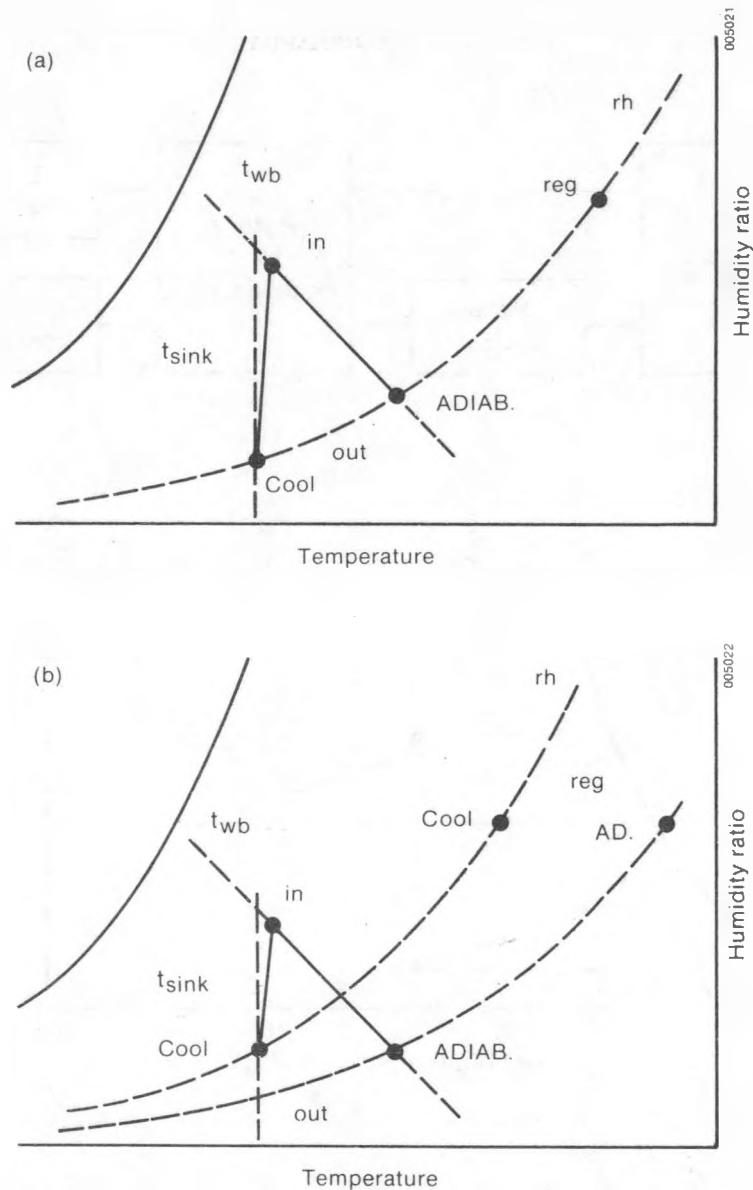 (a)
005021
rh
t_wb
reg
in
Humidity ratio
t_sink
ADIAB.
out
Cool
Temperature
(b)
005022
rh
reg
t_wb
Cool
AD.
in
Humidity ratio
t_sink
Cool
ADIAB.
out
Temperature